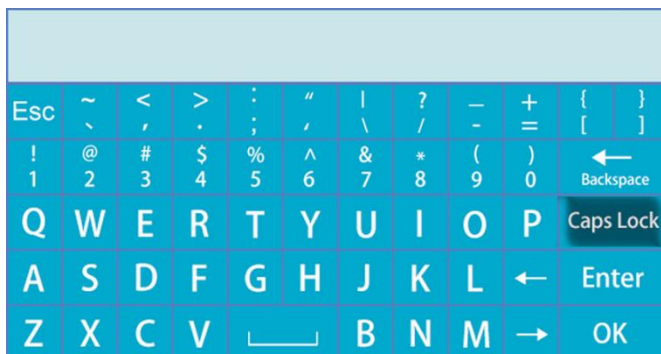 Esc ~ ` < , > . : ; " ' | \ ? / _ - + = { [ } ]
! 1 @ 2 # 3 $ 4 % 5 ^ 6 & 7 * 8 ( 9 ) 0 ← Backspace
Q W E R T Y U I O P Caps Lock
A S D F G H J K L ← Enter
Z X C V B N M → OK